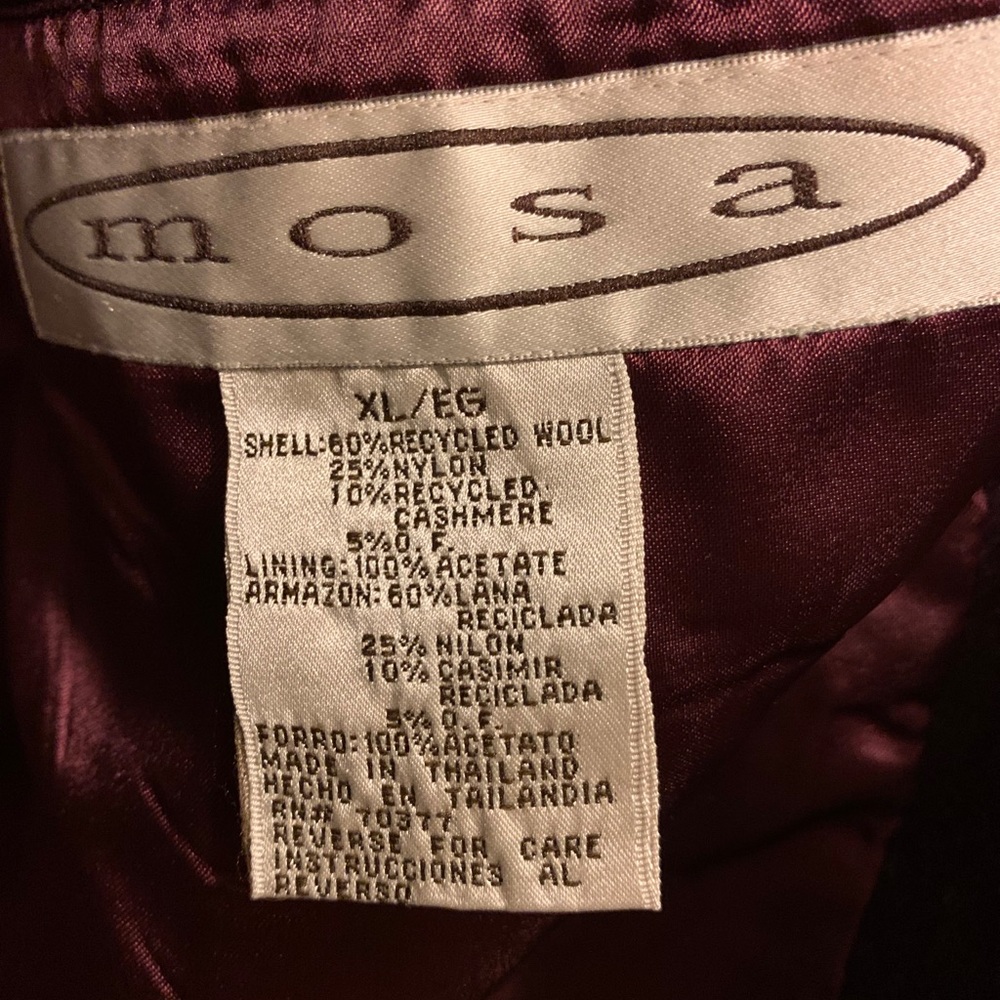 mosa
XL/EG
SHELL:60%RECYCLED WOOL
25%NYLON
10%RECYCLED
CASHMERE
5%O.F.
LINING:100%ACETATE
ARMAZON:60%LANA
RECICLADA
25%NILON
10%CASIMIR
RECICLADA
5%O.F.
FORRO:100%ACETATO
MADE IN THAILAND
HECHO EN TAILANDIA
RN# 70377
REVERSE FOR CARE
INSTRUCCIONES AL
REVERSO